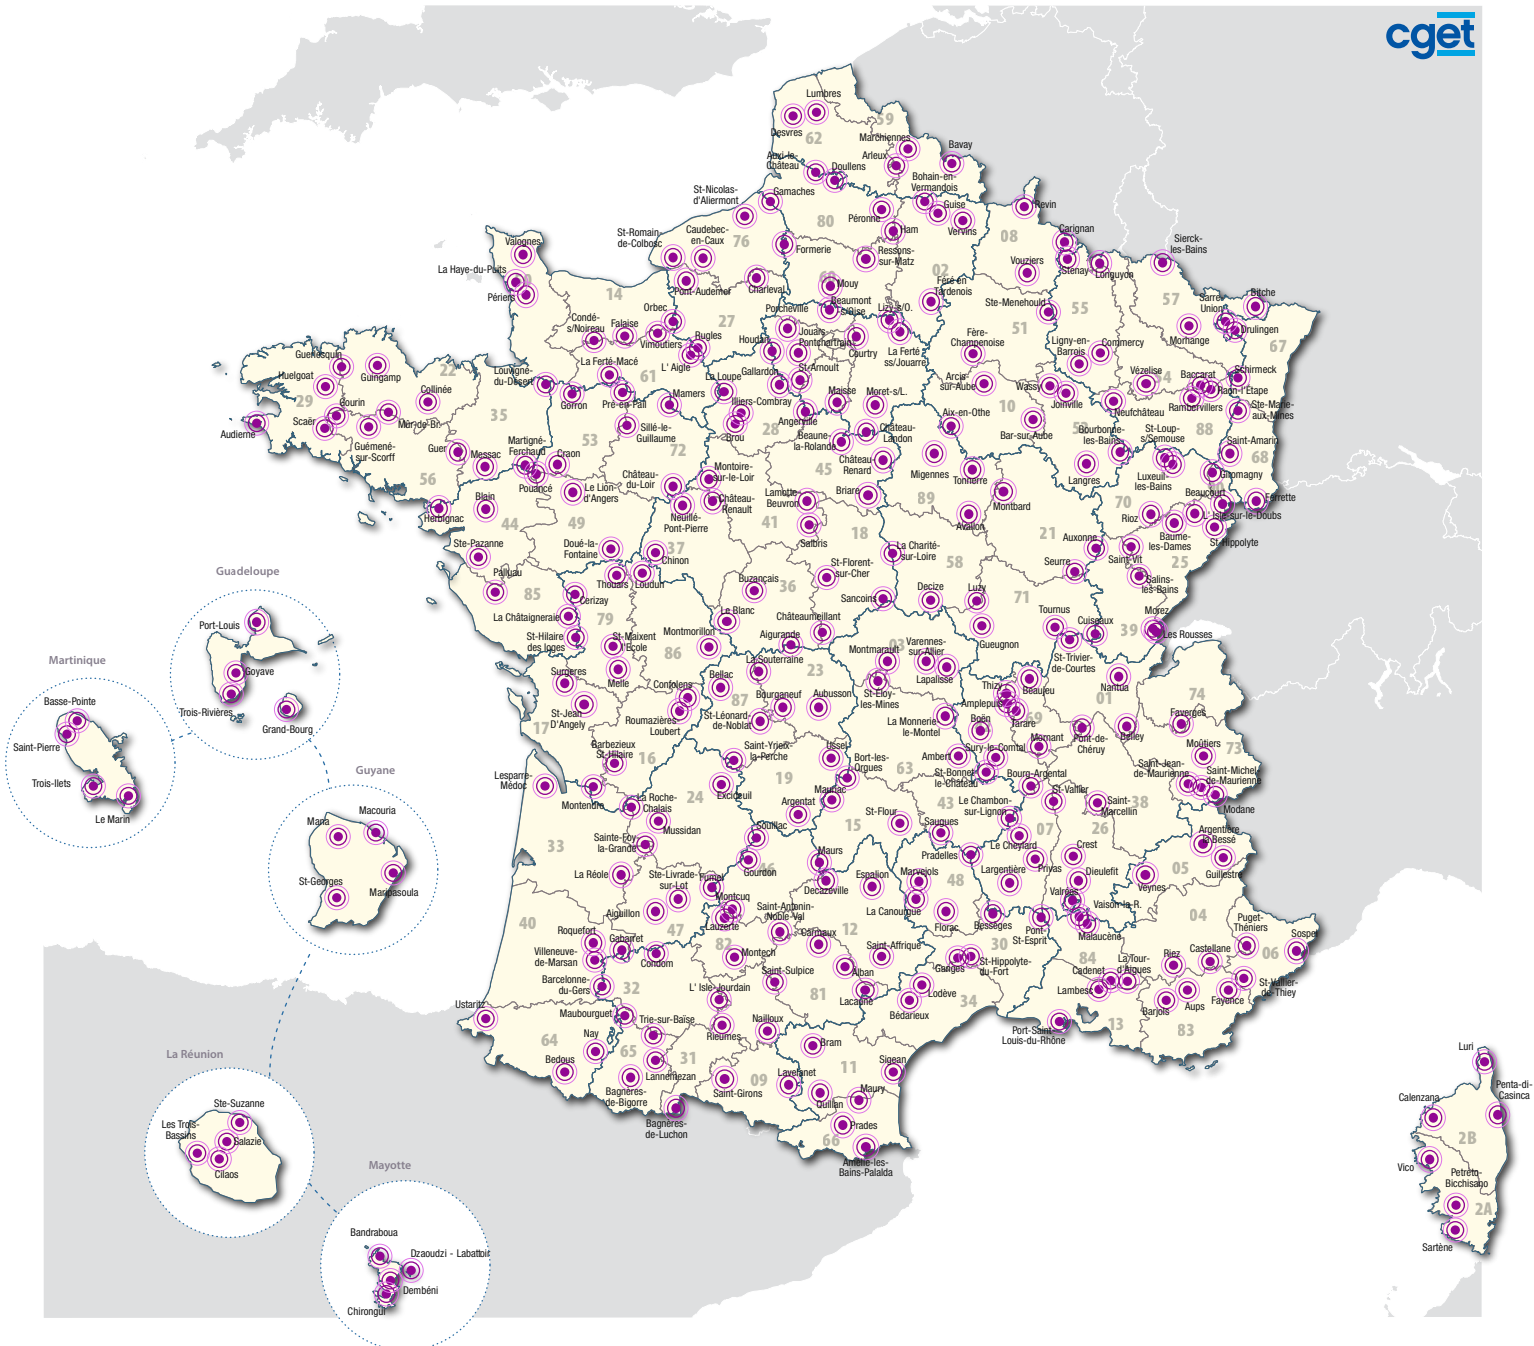 cget
Lumbres
59
Desvres
62
Marchiennes
Bavay
Auxi-le-
Château
Doullens
Arleux
Bohain-en-
Vermandois
St-Nicolas-
d'Aliermont
Gamaches
80
Péronne
Guise
Vervins
Revin
St-Romain-
de-Colbosc
Caudebec-
en-Caux
76
Formerie
Ham
Ressons-
sur-Matz
08
Carignan
Sierck-
les-Bains
Valognes
La Haye-du-Puits
Périers
Pont-Audemer
Charleval
Mouy
02
Vouziers
Stenay
Longuyon
14
Orbec
27
Porcheville
Beaumont
s/Oise
Lizy-s/O.
Fère en
Tardenois
Ste-Menehould
55
57
Sarre-
Union
Bitche
Condé-
s/Noireau
Falaise
Vimoutiers
Rugles
L' Aigle
Houdan
Jouars-
Pontchartrain
Courtry
La Ferté
ss/Jouarre
51
Fère-
Champenoise
Ligny-en-
Barrois
Commercy
Morhange
Drulingen
67
Guerlesquin
Guingamp
22
Louvigné-
du-Désert
La Ferté-Macé
61
La Loupe
Gallardon
St-Arnoult
Arcis-
sur-Aube
Wassy
Joinville
Vézelise
54
Baccarat
Schirmeck
Raon-l'Étape
Huelgoat
29
Collinée
Gorron
Pré-en-Pail
Mamers
Illiers-Combray
Maisse
Moret-s/L.
Aix-en-Othe
10
Neufchâteau
Rambervillers
Ste-Marie-
aux-Mines
Gourin
Scaër
Audierne
Mûr-de-Br.
35
53
Sillé-le-
Guillaume
Brou
28
Angerville
Beaune-
la-Rolande
Château-
Landon
Bar-sur-Aube
52
Bourbonne-
les-Bains
St-Loup-
s/Semouse
88
Guémené-
sur-Scorff
Guer
Messac
Martigné-
Ferchaud
Craon
72
45
Château-
Renard
Migennes
Tonnerre
Langres
Luxeuil-
les-Bains
Saint-Amarin
68
Giromagny
56
Pouancé
Le Lion
d'Angers
Château-
du-Loir
Montoire-
sur-le-Loir
Château-
Renault
Lamotte-
Beuvron
Briare
89
Avallon
Montbard
70
Rioz
Beaucourt
90
Ferrette
Herbignac
Blain
44
49
Neuillé-
Pont-Pierre
41
Salbris
18
21
Auxonne
Baume-
les-Dames
L' Isle-sur-le-Doubs
St-Hippolyte
Ste-Pazanne
Doué-la-
Fontaine
37
Chinon
La Charité-
sur-Loire
58
Seurre
Saint-Vit
25
Salins-
les-Bains
Palluau
85
Thouars
Loudun
Buzançais
36
St-Florent-
sur-Cher
Sancoins
Decize
Luzy
71
Tournus
Cuiseaux
Morez
39
Les Rousses
Cerizay
La Châtaigneraie
79
Le Blanc
Châteaumeillant
Gueugnon
St-Trivier-
de-Courtes
St-Hilaire
des loges
St-Maixent
l'Ecole
Montmorillon
86
Aigurande
03
Montmarault
Varennes-
sur-Allier
Lapalisse
Surgères
Melle
La Souterraine
23
St-Eloy-
les-Mines
Thizy
Beaujeu
Nantua
01
74
Faverges
St-Jean
D'Angely
17
Confolens
Roumazières-
Loubert
Bellac
87
Bourganeuf
St-Léonard-
de-Noblat
Aubusson
La Monnerie
le-Montel
Amplepuis
Tarare
69
Boën
Mornant
Pont-de-
Chéruy
Belley
Moûtiers
73
Barbezieux
St-Hilaire
16
Saint-Yrieix-
la-Perche
Ussel
Bort-les-
Orgues
63
Ambert
Sury-le-Comtal
St-Bonnet
le-Château
Bourg-Argental
Saint-Jean-
de-Maurienne
Saint-Michel
de-Maurienne
Modane
Lesparre-
Médoc
Montendre
La Roche-
Chalais
24
Excideuil
19
Argentat
Mauriac
43
Le Chambon-
sur-Lignon
St-Vallier
Saint-
Marcellin
38
Mussidan
Souillac
15
St-Flour
Saugues
07
Le Cheylard
26
Crest
Argentière
la Bessé
33
Sainte-Foy
la-Grande
46
Gourdon
Maurs
Pradelles
Privas
05
Guillestre
La Réole
Ste-Livrade-
sur-Lot
Fumel
Decazeville
Espalion
Marvejols
48
Largentière
Dieulefit
Veynes
40
Aiguillon
47
Montcuq
Lauzerte
Saint-Antonin-
Noble-Val
La Canourgue
Florac
Bessèges
Valréas
Vaison-la-R.
04
Roquefort
Gabarret
Condom
82
Montech
Carmaux
12
Saint-Affrique
30
Pont-
St-Esprit
Malaucène
Puget-
Théniers
Sospel
06
Villeneuve-
de-Marsan
Barcelonne-
du-Gers
32
Saint-Sulpice
Alban
Ganges
St-Hippolyte-
du-Fort
84
Cadenet
La Tour-
d'Aigues
Riez
Castellane
Ustaritz
Maubourguet
L' Isle-Jourdain
81
Lacaune
Lodève
34
Bédarieux
Lambesc
St-Vallier-
de-Thiey
Fayence
Aups
Barjols
83
64
Nay
Trie-sur-Baïse
Rieumes
Nailloux
Bram
11
Port-Saint-
Louis-du-Rhône
13
Bedous
65
31
Lannemezan
Bagnères-
de-Bigorre
Saint-Girons
09
Lavelanet
Quillan
Maury
Sigean
Bagnères-
de-Luchon
Prades
66
Amélie-les-
Bains-Palalda
Luri
Penta-di-
Casinca
Calenzana
2B
Vico
Petreto-
Bicchisano
2A
Sartène
Guadeloupe
Port-Louis
Goyave
Trois-Rivières
Grand-Bourg
Martinique
Basse-Pointe
Saint-Pierre
Trois-Ilets
Le Marin
Guyane
Macouria
Mana
St-Georges
Maripasoula
La Réunion
Ste-Suzanne
Les Trois-
Bassins
Salazie
Cilaos
Mayotte
Bandraboua
Dzaoudzi - Labattoir
Dembéni
Chirongui